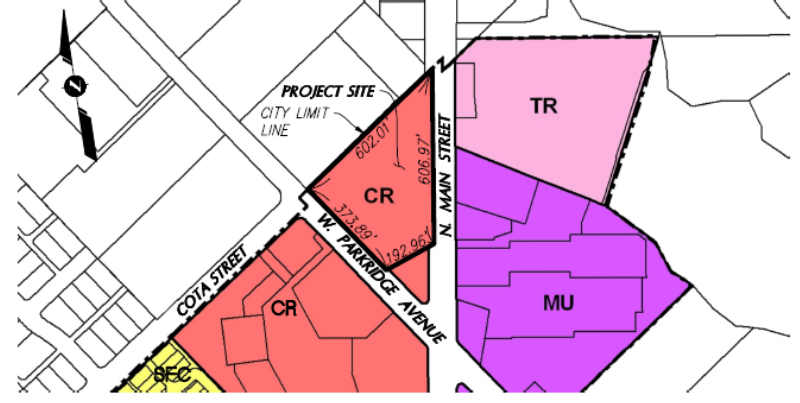 PROJECT SITE
CITY LIMIT
LINE
602.01'
606.97'
373.89'
192.96'
CR
TR
N. MAIN STREET
W. PARKRIDGE AVENUE
COTA STREET
CR
MU
SFC